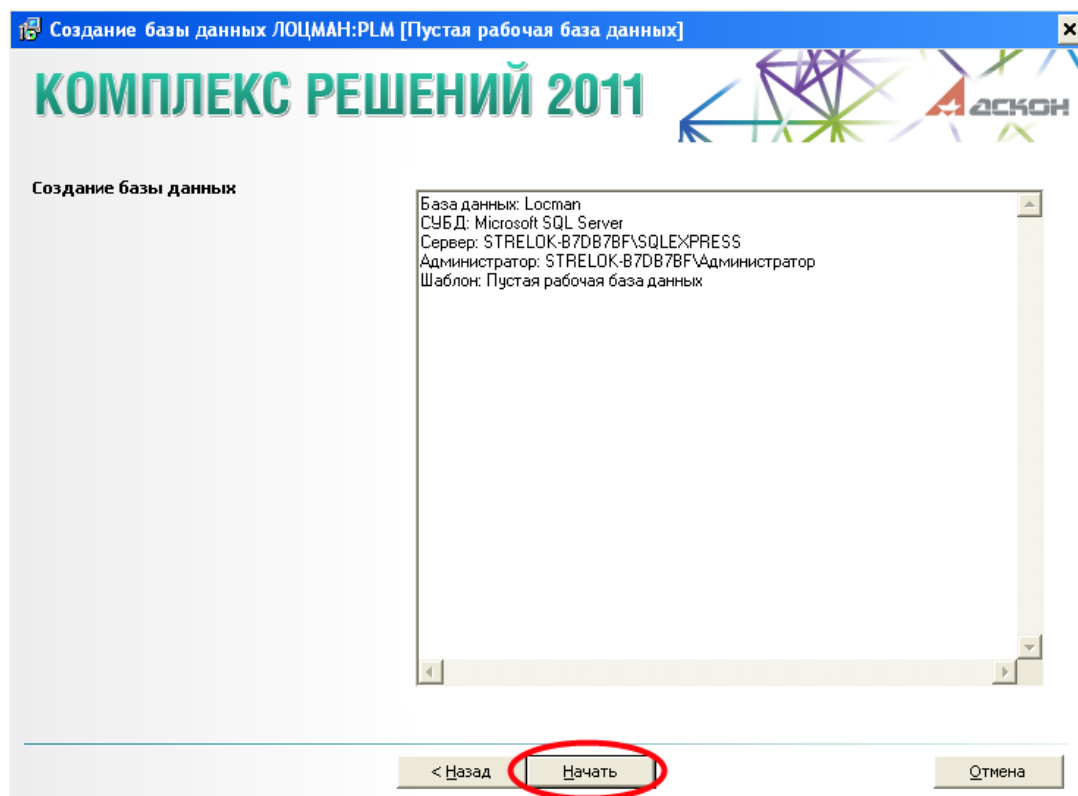 Создание базы данных ЛОЦМАН:PLM [Пустая рабочая база данных]
КОМПЛЕКС РЕШЕНИЙ 2011
АСКОН
Создание базы данных
База данных: Locman
СУБД: Microsoft SQL Server
Сервер: STRELOK-B7DB7BF\SQLEXPRESS
Администратор: STRELOK-B7DB7BF\Администратор
Шаблон: Пустая рабочая база данных
< Назад
Начать
Отмена